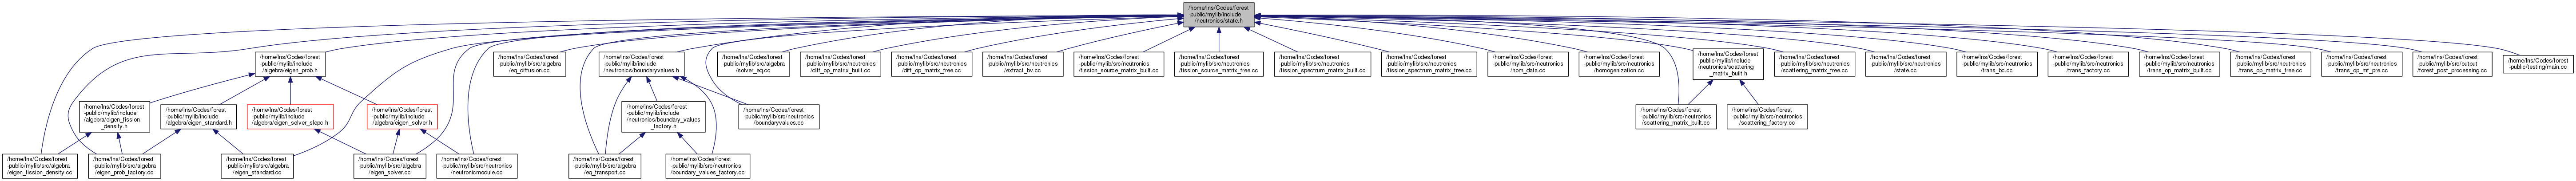 /home/lns/Codes/forest
-public/mylib/include
/neutronics/state.h
/home/lns/Codes/forest
-public/mylib/include
/algebra/eigen_prob.h
/home/lns/Codes/forest
-public/mylib/src/algebra
/eq_diffusion.cc
/home/lns/Codes/forest
-public/mylib/include
/neutronics/boundaryvalues.h
/home/lns/Codes/forest
-public/mylib/src/algebra
/solver_eq.cc
/home/lns/Codes/forest
-public/mylib/src/neutronics
/diff_op_matrix_built.cc
/home/lns/Codes/forest
-public/mylib/src/neutronics
/diff_op_matrix_free.cc
/home/lns/Codes/forest
-public/mylib/src/neutronics
/extract_bv.cc
/home/lns/Codes/forest
-public/mylib/src/neutronics
/fission_source_matrix_built.cc
/home/lns/Codes/forest
-public/mylib/src/neutronics
/fission_source_matrix_free.cc
/home/lns/Codes/forest
-public/mylib/src/neutronics
/fission_spectrum_matrix_built.cc
/home/lns/Codes/forest
-public/mylib/src/neutronics
/fission_spectrum_matrix_free.cc
/home/lns/Codes/forest
-public/mylib/src/neutronics
/hom_data.cc
/home/lns/Codes/forest
-public/mylib/src/neutronics
/homogenization.cc
/home/lns/Codes/forest
-public/mylib/include
/neutronics/scattering
_matrix_built.h
/home/lns/Codes/forest
-public/mylib/src/neutronics
/scattering_matrix_free.cc
/home/lns/Codes/forest
-public/mylib/src/neutronics
/state.cc
/home/lns/Codes/forest
-public/mylib/src/neutronics
/trans_bc.cc
/home/lns/Codes/forest
-public/mylib/src/neutronics
/trans_factory.cc
/home/lns/Codes/forest
-public/mylib/src/neutronics
/trans_op_matrix_built.cc
/home/lns/Codes/forest
-public/mylib/src/neutronics
/trans_op_matrix_free.cc
/home/lns/Codes/forest
-public/mylib/src/neutronics
/trans_op_mf_pre.cc
/home/lns/Codes/forest
-public/mylib/src/output
/forest_post_processing.cc
/home/lns/Codes/forest
-public/testing/main.cc
/home/lns/Codes/forest
-public/mylib/include
/algebra/eigen_fission
_density.h
/home/lns/Codes/forest
-public/mylib/include
/algebra/eigen_standard.h
/home/lns/Codes/forest
-public/mylib/include
/algebra/eigen_solver_slepc.h
/home/lns/Codes/forest
-public/mylib/include
/algebra/eigen_solver.h
/home/lns/Codes/forest
-public/mylib/include
/neutronics/boundary_values
_factory.h
/home/lns/Codes/forest
-public/mylib/src/neutronics
/boundaryvalues.cc
/home/lns/Codes/forest
-public/mylib/src/neutronics
/scattering_matrix_built.cc
/home/lns/Codes/forest
-public/mylib/src/neutronics
/scattering_factory.cc
/home/lns/Codes/forest
-public/mylib/src/algebra
/eigen_fission_density.cc
/home/lns/Codes/forest
-public/mylib/src/algebra
/eigen_prob_factory.cc
/home/lns/Codes/forest
-public/mylib/src/algebra
/eigen_standard.cc
/home/lns/Codes/forest
-public/mylib/src/algebra
/eigen_solver.cc
/home/lns/Codes/forest
-public/mylib/src/neutronics
/neutronicmodule.cc
/home/lns/Codes/forest
-public/mylib/src/algebra
/eq_transport.cc
/home/lns/Codes/forest
-public/mylib/src/neutronics
/boundary_values_factory.cc